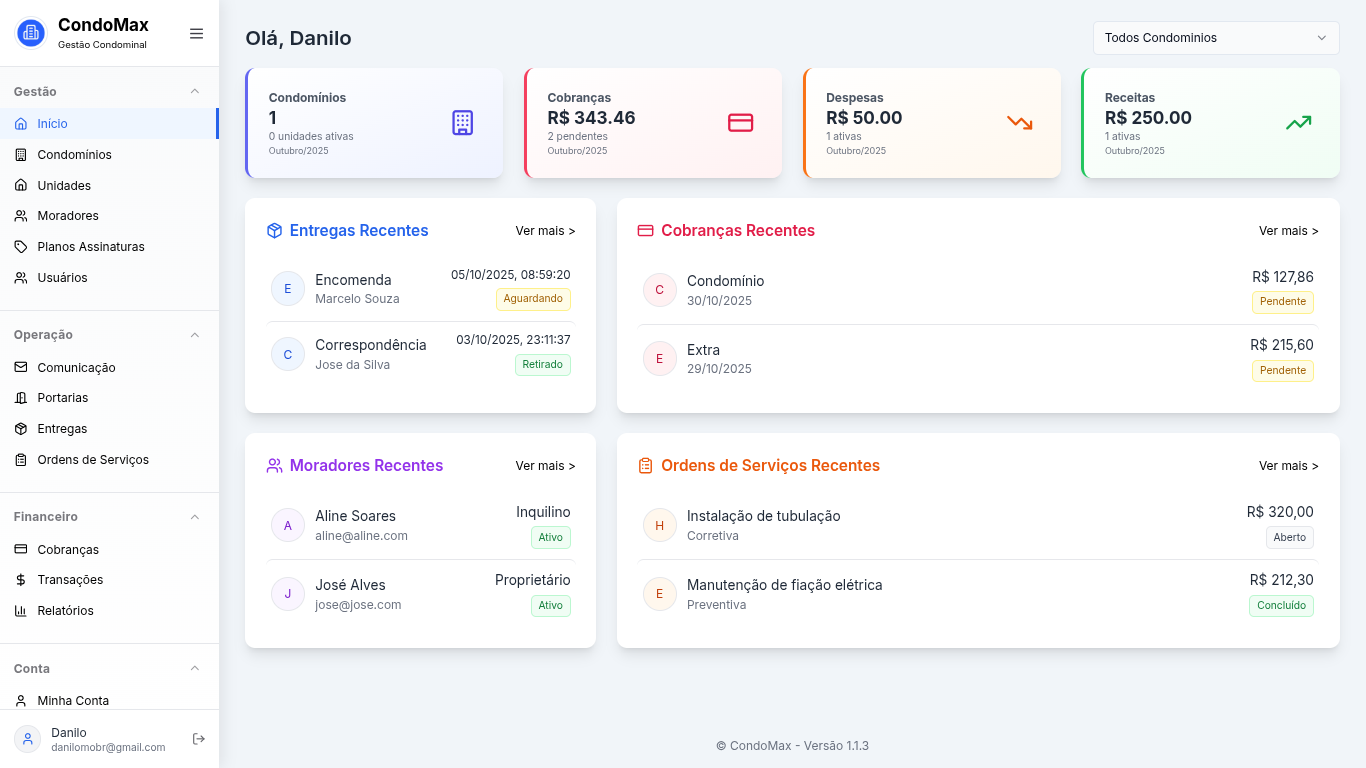 CondoMax
Gestão Condominal
Gestão
Início
Condomínios
Unidades
Moradores
Planos Assinaturas
Usuários
Operação
Comunicação
Portarias
Entregas
Ordens de Serviços
Financeiro
Cobranças
Transações
Relatórios
Conta
Minha Conta
Danilo
danilomobr@gmail.com
Olá, Danilo
Todos Condominios
Condomínios
1
0 unidades ativas
Outubro/2025
Cobranças
R$ 343.46
2 pendentes
Outubro/2025
Despesas
R$ 50.00
1 ativas
Outubro/2025
Receitas
R$ 250.00
1 ativas
Outubro/2025
Entregas Recentes
Ver mais >
E
Encomenda
05/10/2025, 08:59:20
Marcelo Souza
Aguardando
C
Correspondência
03/10/2025, 23:11:37
Jose da Silva
Retirado
Cobranças Recentes
Ver mais >
C
Condomínio
R$ 127,86
30/10/2025
Pendente
E
Extra
R$ 215,60
29/10/2025
Pendente
Moradores Recentes
Ver mais >
A
Aline Soares
Inquilino
aline@aline.com
Ativo
J
José Alves
Proprietário
jose@jose.com
Ativo
Ordens de Serviços Recentes
Ver mais >
H
Instalação de tubulação
R$ 320,00
Corretiva
Aberto
E
Manutenção de fiação elétrica
R$ 212,30
Preventiva
Concluído
© CondoMax - Versão 1.1.3